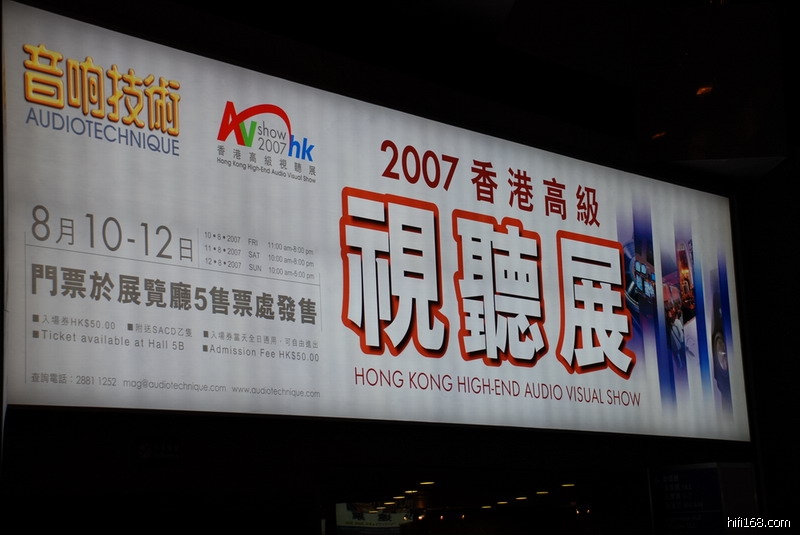 音响技術
AUDIOTECHNIQUE
AV show 2007 hk
香港高級視聽展
Hong Kong High-End Audio Visual Show
2007 香港高級
視聽展
HONG KONG HIGH-END AUDIO VISUAL SHOW
8月10-12日
10•8•2007 FRI 11:00 am-8:00 pm
11•8•2007 SAT 10:00 am-8:00 pm
12•8•2007 SUN 10:00 am-5:00 pm
門票於展覽廳5售票處發售
■入場券HK$50.00 ■附送SACD乙隻 ■入場券當天全日通用，可自由進出
■Ticket available at Hall 5B ■Admission Fee HK$50.00
查詢電話：2881 1252 mag@audiotechnique.com www.audiotechnique.com
hifi168.com